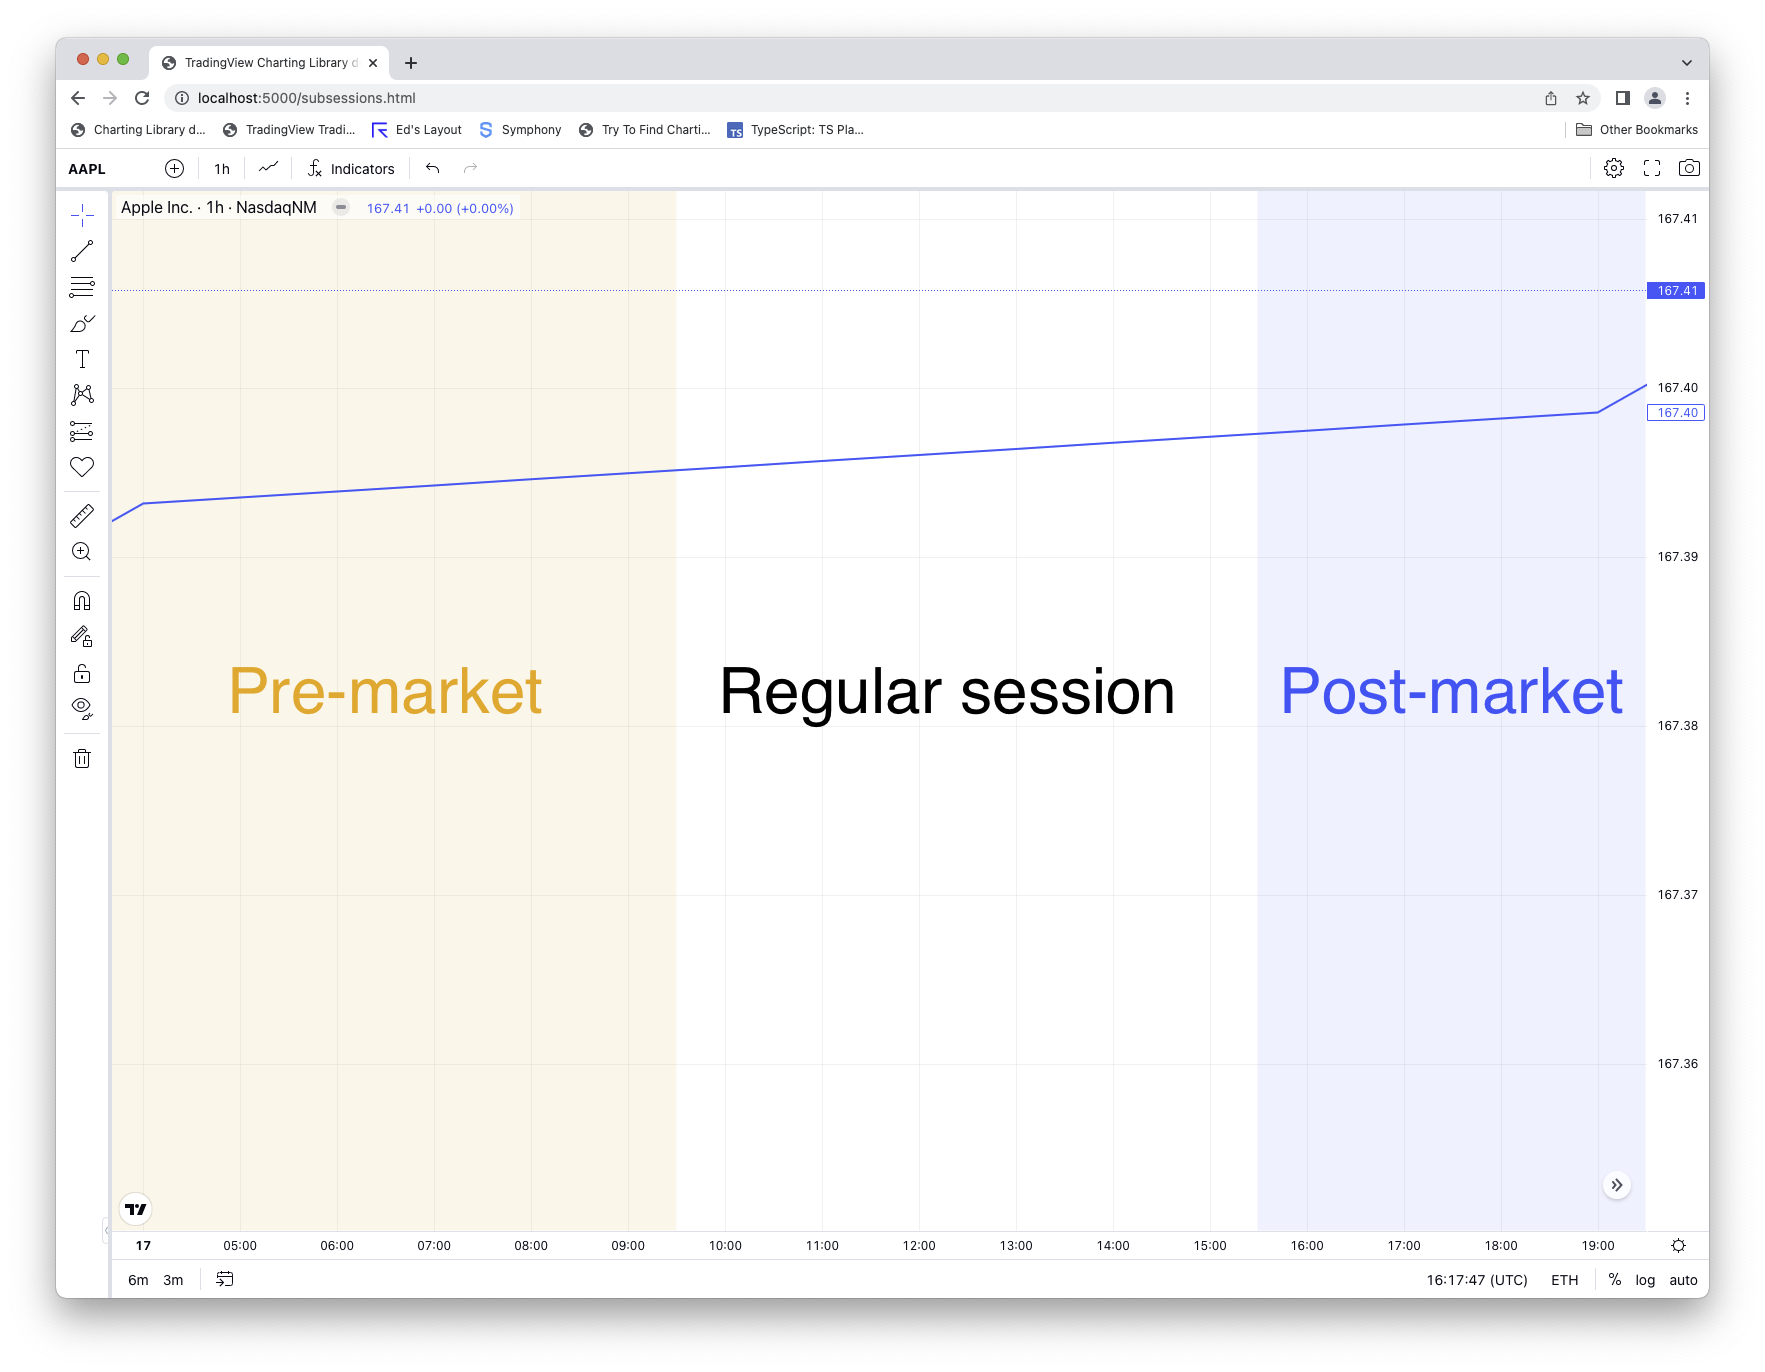 TradingView Charting Library d
localhost:5000/subsessions.html
Charting Library d...
TradingView Tradi...
Ed's Layout
Symphony
Try To Find Charti...
TS
TypeScript: TS Pla...
Other Bookmarks
AAPL
1h
Indicators
Apple Inc. · 1h · NasdaqNM
167.41 +0.00 (+0.00%)
167.41
167.41
167.40
167.40
167.39
Pre-market
Regular session
Post-market
167.38
167.37
167.36
17 05:00 06:00 07:00 08:00 09:00 10:00 11:00 12:00 13:00 14:00 15:00 16:00 17:00 18:00 19:00
6m 3m
16:17:47 (UTC) ETH % log auto